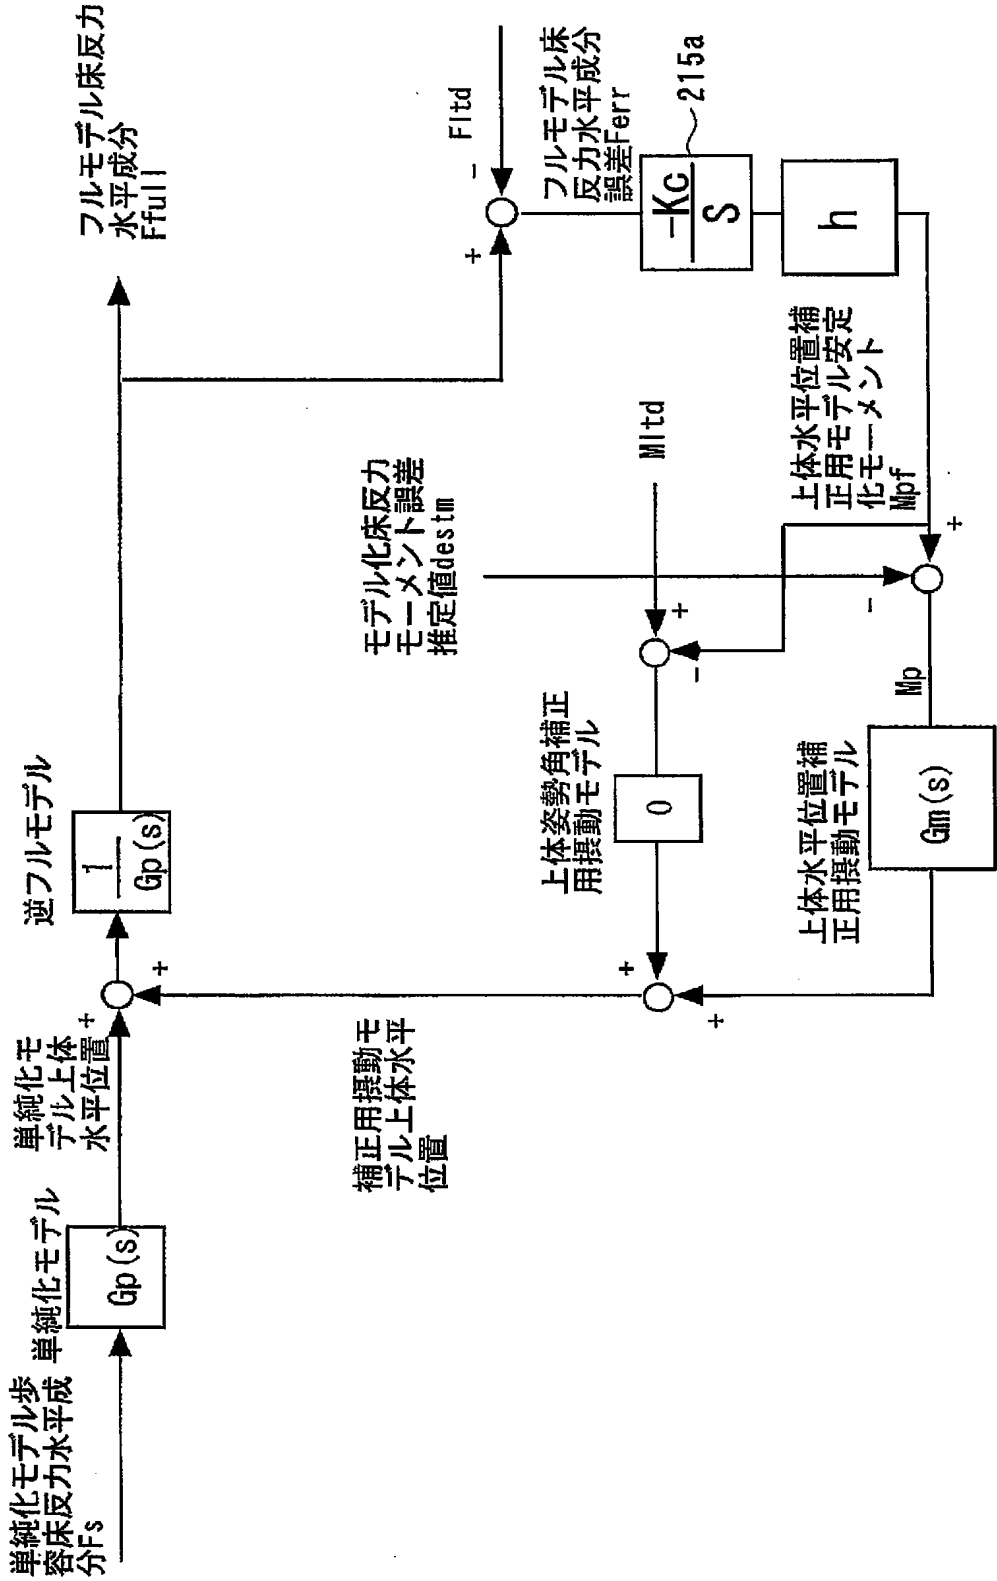 単純化モデル歩
容床反力水平成
分Fs
単純化モデル
Gp(s)
単純化モ
デル上体
水平位置
+
+
逆フルモデル
1
Gp(s)
フルモデル床反力
水平成分
Ffull
補正用摂動モ
デル上体水平
位置
モデル化床反力
モーメント誤差
推定値destm
Mltd
+
-
上体姿勢角補正
用摂動モデル
0
+
+
Fltd
-
+
フルモデル床
反力水平成分
誤差Ferr
-Kc
S
215a
h
上体水平位置補
正用モデル安定
化モーメント
Mpf
+
-
Mp
上体水平位置補
正用摂動モデル
Gm(s)